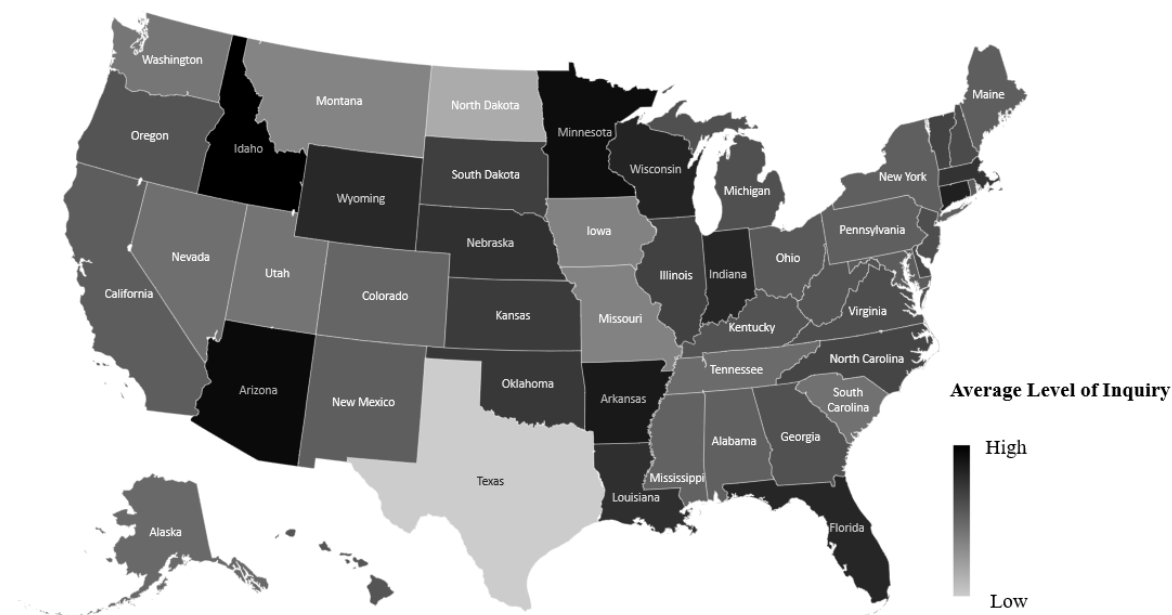 Washington
Montana
North Dakota
Minnesota
Maine
Oregon
Idaho
South Dakota
Wisconsin
Michigan
New York
Wyoming
Nebraska
Iowa
Pennsylvania
Nevada
Utah
Colorado
Illinois
Indiana
Ohio
California
Kansas
Missouri
Kentucky
Virginia
Arizona
New Mexico
Oklahoma
Arkansas
Tennessee
North Carolina
South
Carolina
Texas
Louisiana
Mississippi
Alabama
Georgia
Florida
Alaska
Average Level of Inquiry
High
Low